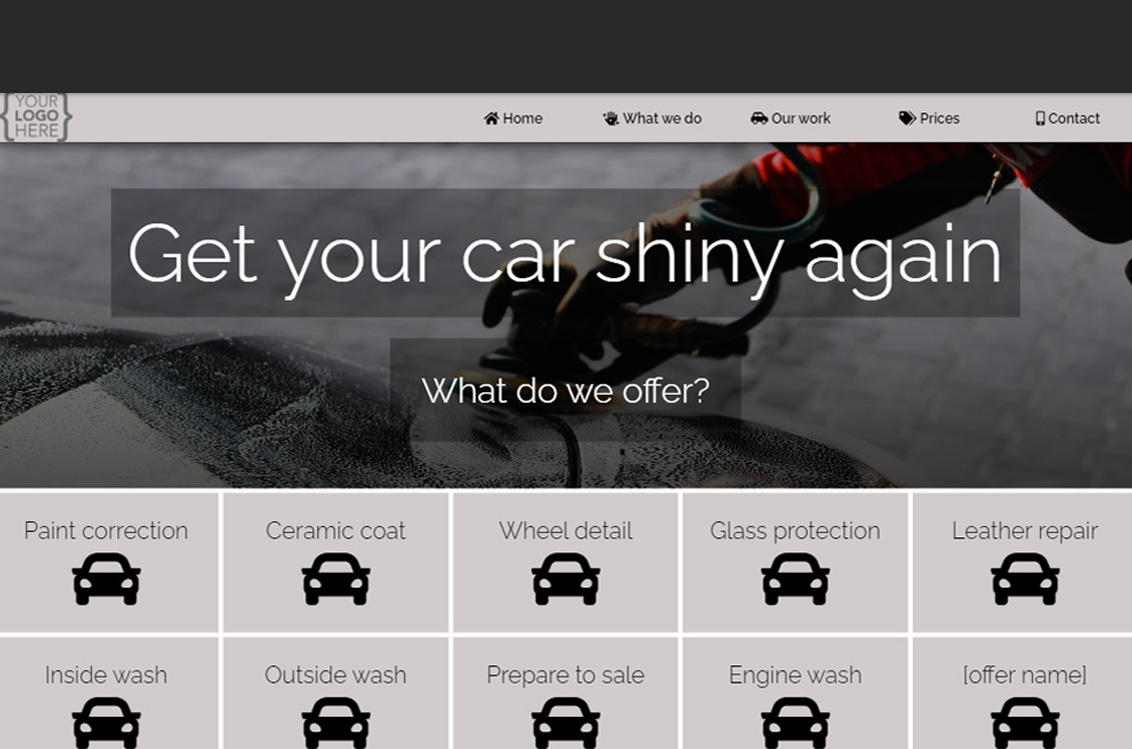 YOUR
LOGO
HERE
Home What we do Our work Prices Contact
Get your car shiny again
What do we offer?
Paint correction Ceramic coat Wheel detail Glass protection Leather repair
Inside wash Outside wash Prepare to sale Engine wash [offer name]